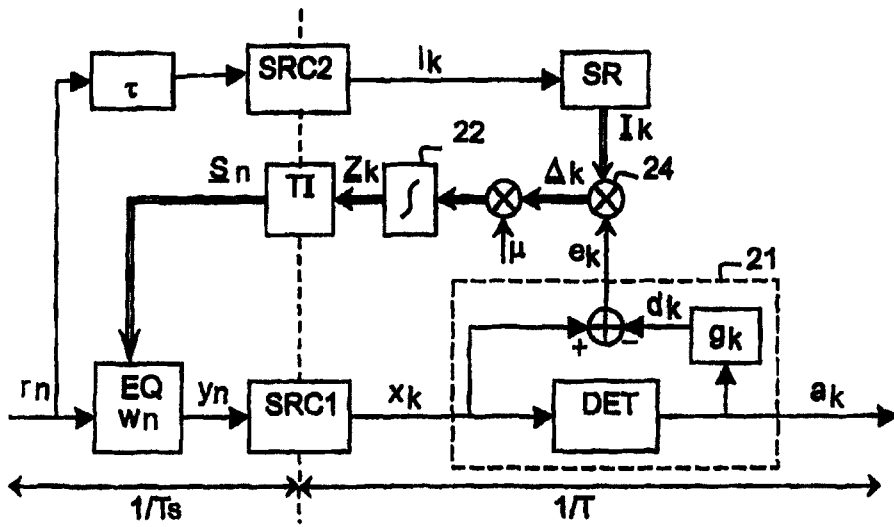 τ
SRC2
Ik
SR
Ik
22
Sn
TI
Zk
∫
Δk
24
μ
ek
21
dk
gk
+
−
rn
EQ
wn
yn
SRC1
xk
DET
ak
1/Ts
1/T